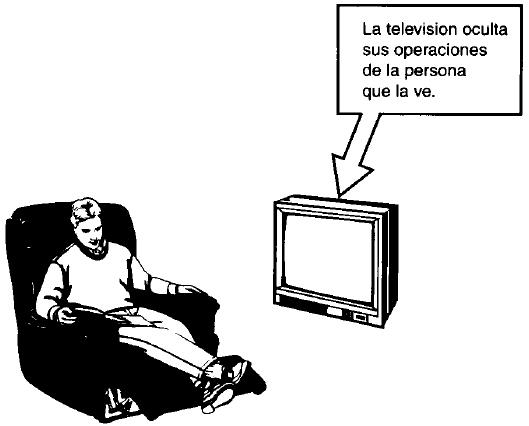 La television oculta
sus operaciones
de la persona
que la ve.